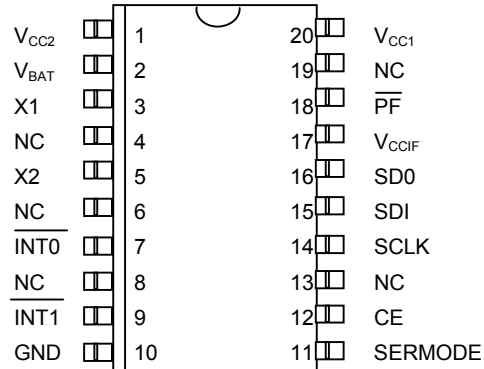 VCC2 1 20 VCC1
VBAT 2 19 NC
X1 3 18 PF
NC 4 17 VCCIF
X2 5 16 SD0
NC 6 15 SDI
INT0 7 14 SCLK
NC 8 13 NC
INT1 9 12 CE
GND 10 11 SERMODE